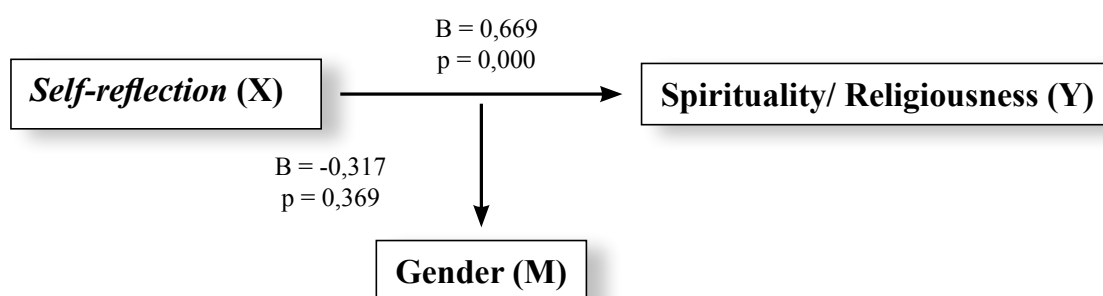 B = 0,669
p = 0,000
Self-reflection (X)
Spirituality/ Religiousness (Y)
B = -0,317
p = 0,369
Gender (M)